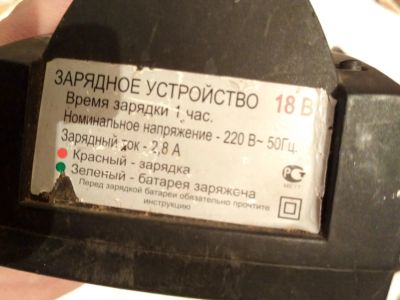 ЗАРЯДНОЕ УСТРОЙСТВО 18 В
Время зарядки 1 час.
Номинальное напряжение - 220 В~ 50Гц.
Зарядный ток - 2,8 А
Красный - зарядка
Зеленый - батарея заряжена
Перед зарядкой батареи обязательно прочтите
инструкцию